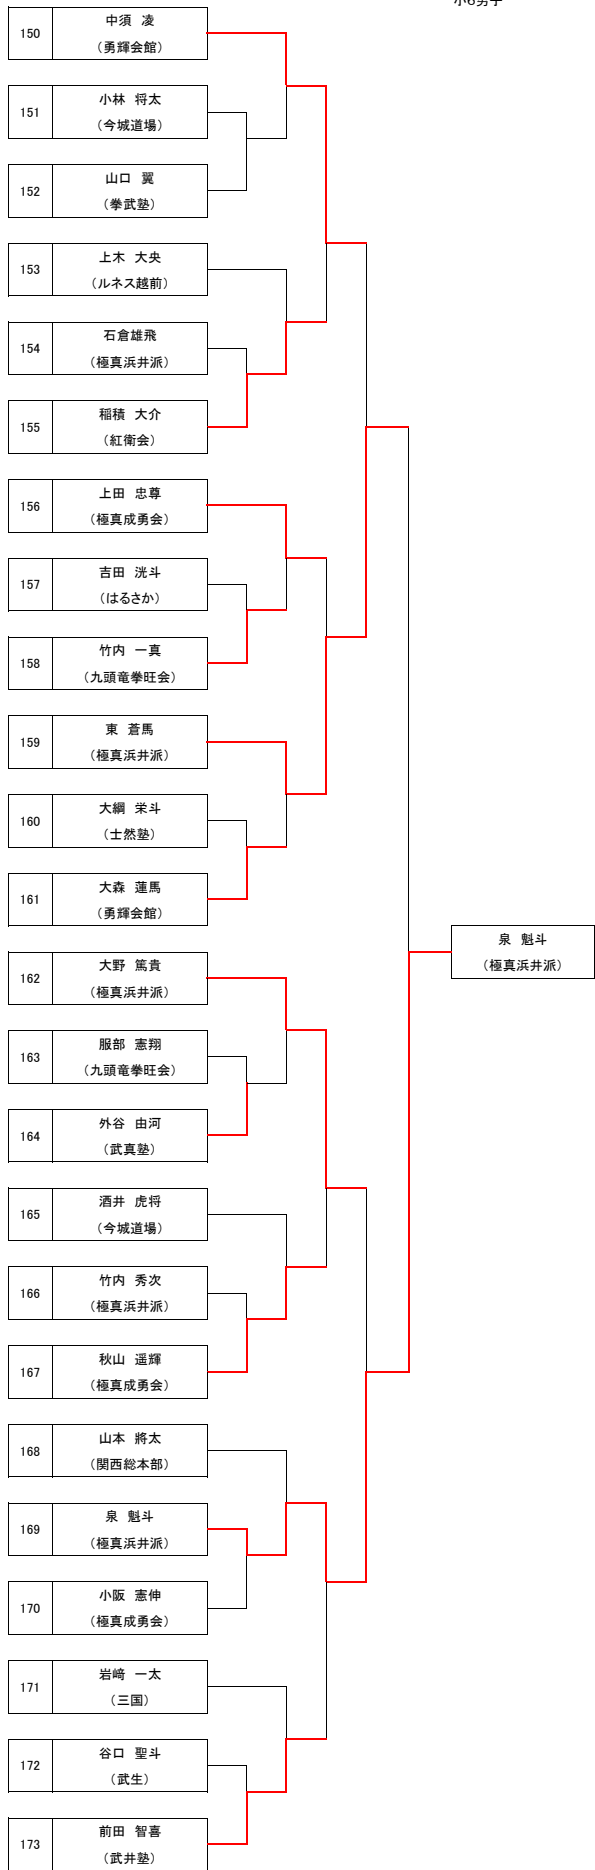 小6男子
150
中須 凌
(勇輝会館)
151
小林 将太
(今城道場)
152
山口 翼
(拳武塾)
153
上木 大央
(ルネス越前)
154
石倉雄飛
(極真浜井派)
155
稲積 大介
(紅衛会)
156
上田 忠尊
(極真成勇会)
157
吉田 洸斗
(はるさか)
158
竹内 一真
(九頭竜拳旺会)
159
東 蒼馬
(極真浜井派)
160
大綱 栄斗
(士然塾)
161
大森 蓮馬
(勇輝会館)
泉 魁斗
(極真浜井派)
162
大野 篤貴
(極真浜井派)
163
服部 憲翔
(九頭竜拳旺会)
164
外谷 由河
(武真塾)
165
酒井 虎将
(今城道場)
166
竹内 秀次
(極真浜井派)
167
秋山 遥輝
(極真成勇会)
168
山本 將太
(関西総本部)
169
泉 魁斗
(極真浜井派)
170
小阪 憲伸
(極真成勇会)
171
岩﨑 一太
(三国)
172
谷口 聖斗
(武生)
173
前田 智喜
(武井塾)